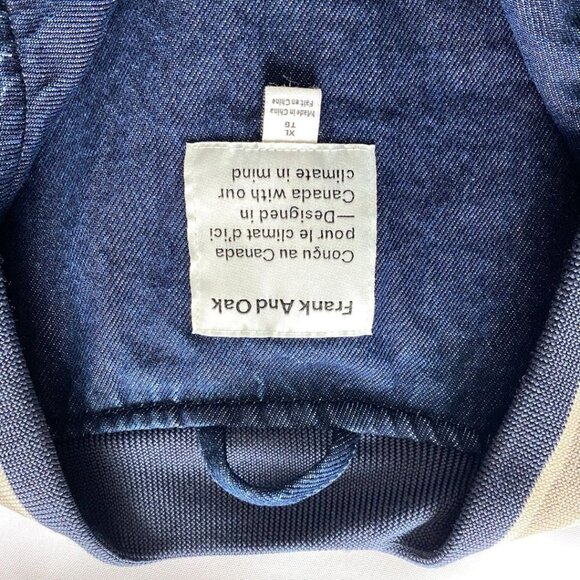 Frank And Oak
Conçu au Canada
pour le climat d'ici
—Designed in
Canada with our
climate in mind
XL
TG
Made in China
Fait en Chine